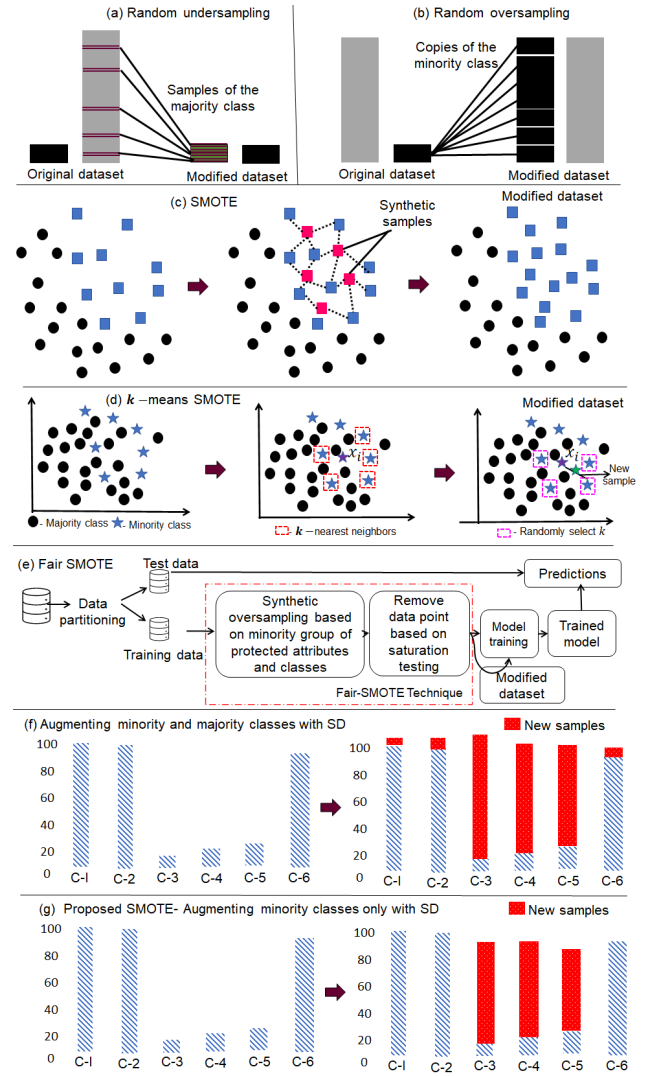 (a) Random undersampling
(b) Random oversampling
Samples of the
majority class
Original dataset
Modified dataset
Copies of the
minority class
Original dataset
Modified dataset
(c) SMOTE
Synthetic
samples
Modified dataset
(d) k –means SMOTE
Modified dataset
x_i
x_i
New
sample
- Majority class
- Minority class
- k –nearest neighbors
- Randomly select k
(e) Fair SMOTE
Test data
Data
partitioning
Training data
Synthetic
oversampling based
on minority group of
protected attributes
and classes
Remove
data point
based on
saturation
testing
Fair-SMOTE Technique
Predictions
Model
training
Trained
model
Modified
dataset
(f) Augmenting minority and majority classes with SD
New samples
100
80
60
40
20
0
C-I C-2 C-3 C-4 C-5 C-6
100
80
60
40
20
0
C-I C-2 C-3 C-4 C-5 C-6
(g) Proposed SMOTE- Augmenting minority classes only with SD
New samples
100
80
60
40
20
0
C-I C-2 C-3 C-4 C-5 C-6
100
80
60
40
20
0
C-I C-2 C-3 C-4 C-5 C-6